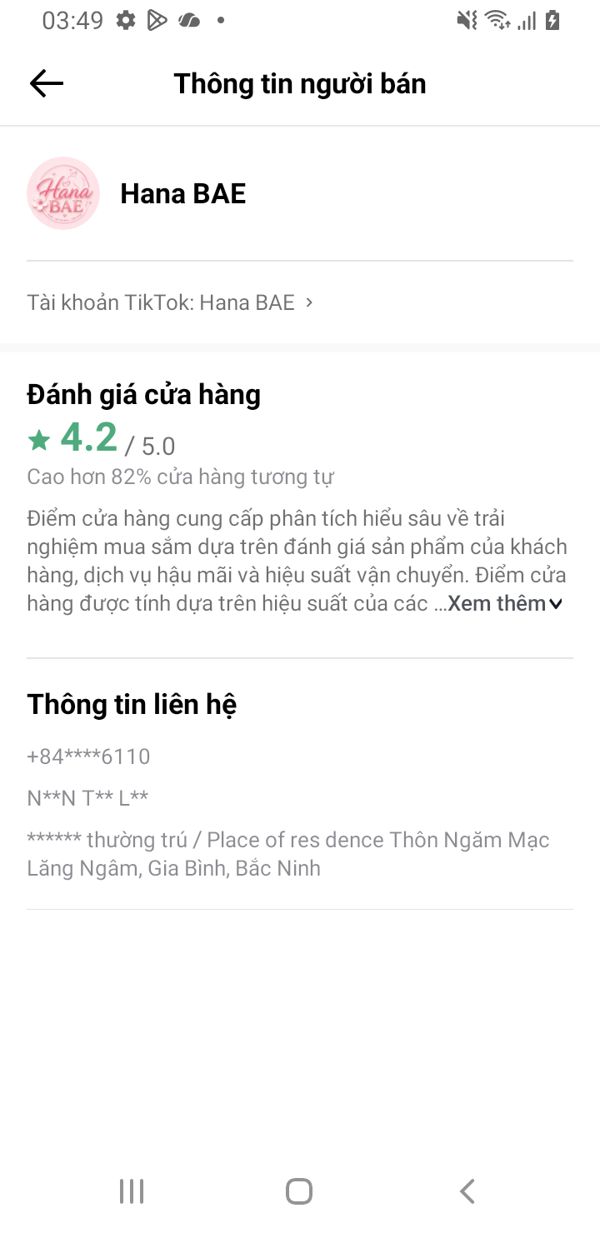 03:49
Thông tin người bán
Hana
BAE
Hana BAE
Tài khoản TikTok: Hana BAE ›
Đánh giá cửa hàng
4.2 / 5.0
Cao hơn 82% cửa hàng tương tự
Điểm cửa hàng cung cấp phân tích hiểu sâu về trải
nghiệm mua sắm dựa trên đánh giá sản phẩm của khách
hàng, dịch vụ hậu mãi và hiệu suất vận chuyển. Điểm cửa
hàng được tính dựa trên hiệu suất của các ...Xem thêm
Thông tin liên hệ
+84****6110
N**N T** L**
****** thường trú / Place of res dence Thôn Ngăm Mạc
Lăng Ngâm, Gia Bình, Bắc Ninh